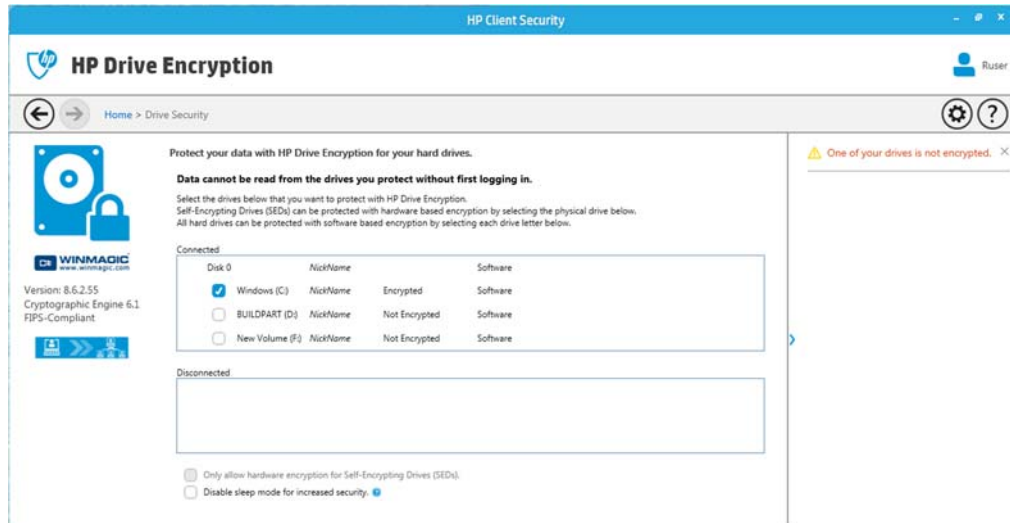 HP Client Security
hp HP Drive Encryption
Ruser
Home > Drive Security
WINMAGIC
www.winmagic.com
Version: 8.6.2.55
Cryptographic Engine 6.1
FIPS-Compliant
Protect your data with HP Drive Encryption for your hard drives.
Data cannot be read from the drives you protect without first logging in.
Select the drives below that you want to protect with HP Drive Encryption.
Self-Encrypting Drives (SEDs) can be protected with hardware based encryption by selecting the physical drive below.
All hard drives can be protected with software based encryption by selecting each drive letter below.
Connected
Disk 0 NickName Software
Windows (C:) NickName Encrypted Software
BUILDPART (D:) NickName Not Encrypted Software
New Volume (F:) NickName Not Encrypted Software
Disconnected
Only allow hardware encryption for Self-Encrypting Drives (SEDs).
Disable sleep mode for increased security.
One of your drives is not encrypted.